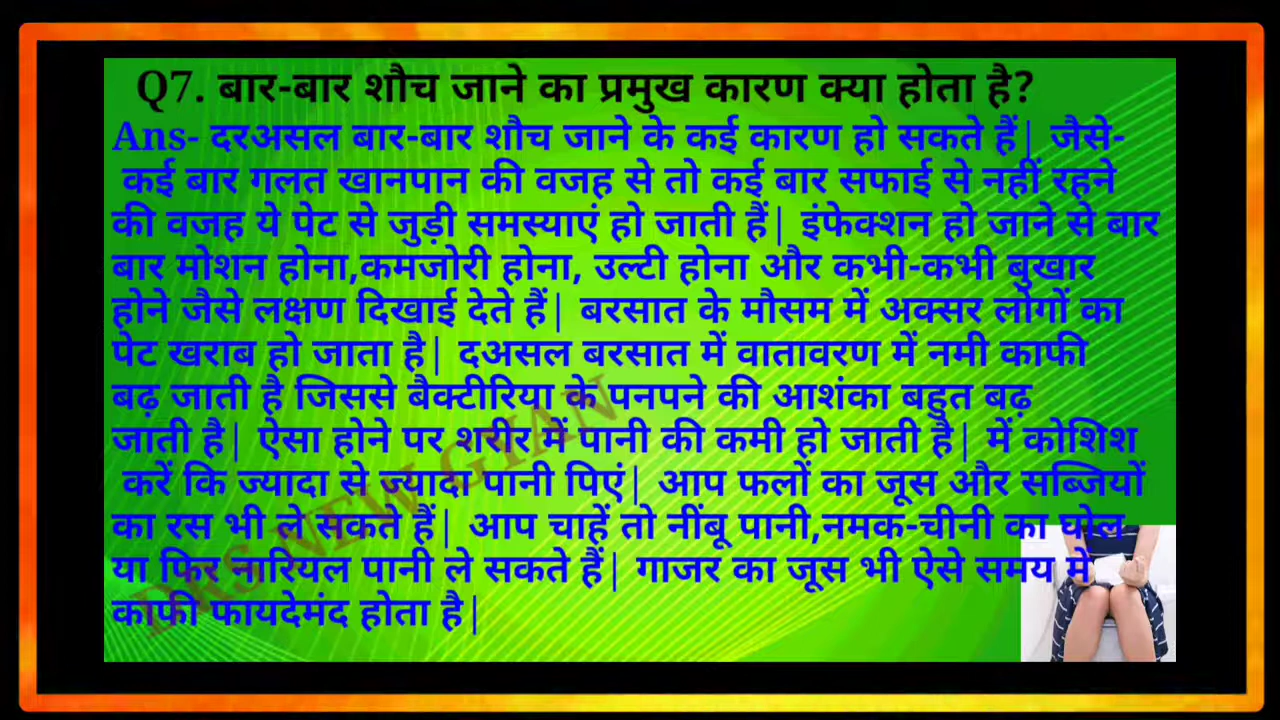 Q7. बार-बार शौच जाने का प्रमुख कारण क्या होता है?
Ans- दरअसल बार-बार शौच जाने के कई कारण हो सकते हैं| जैसे-
कई बार गलत खानपान की वजह से तो कई बार सफाई से नहीं रहने
की वजह ये पेट से जुड़ी समस्याएं हो जाती हैं| इंफेक्शन हो जाने से बार
बार मोशन होना,कमजोरी होना, उल्टी होना और कभी-कभी बुखार
होने जैसे लक्षण दिखाई देते हैं| बरसात के मौसम में अक्सर लोगों का
पेट खराब हो जाता है| दअसल बरसात में वातावरण में नमी काफी
बढ़ जाती है जिससे बैक्टीरिया के पनपने की आशंका बहुत बढ़
जाती है| ऐसा होने पर शरीर में पानी की कमी हो जाती है| में कोशिश
करें कि ज्यादा से ज्यादा पानी पिएं| आप फलों का जूस और सब्जियों
का रस भी ले सकते हैं| आप चाहें तो नींबू पानी,नमक-चीनी का घोल
या फिर नारियल पानी ले सकते हैं| गाजर का जूस भी ऐसे समय मे
काफी फायदेमंद होता है|
DRS NEW GYAN